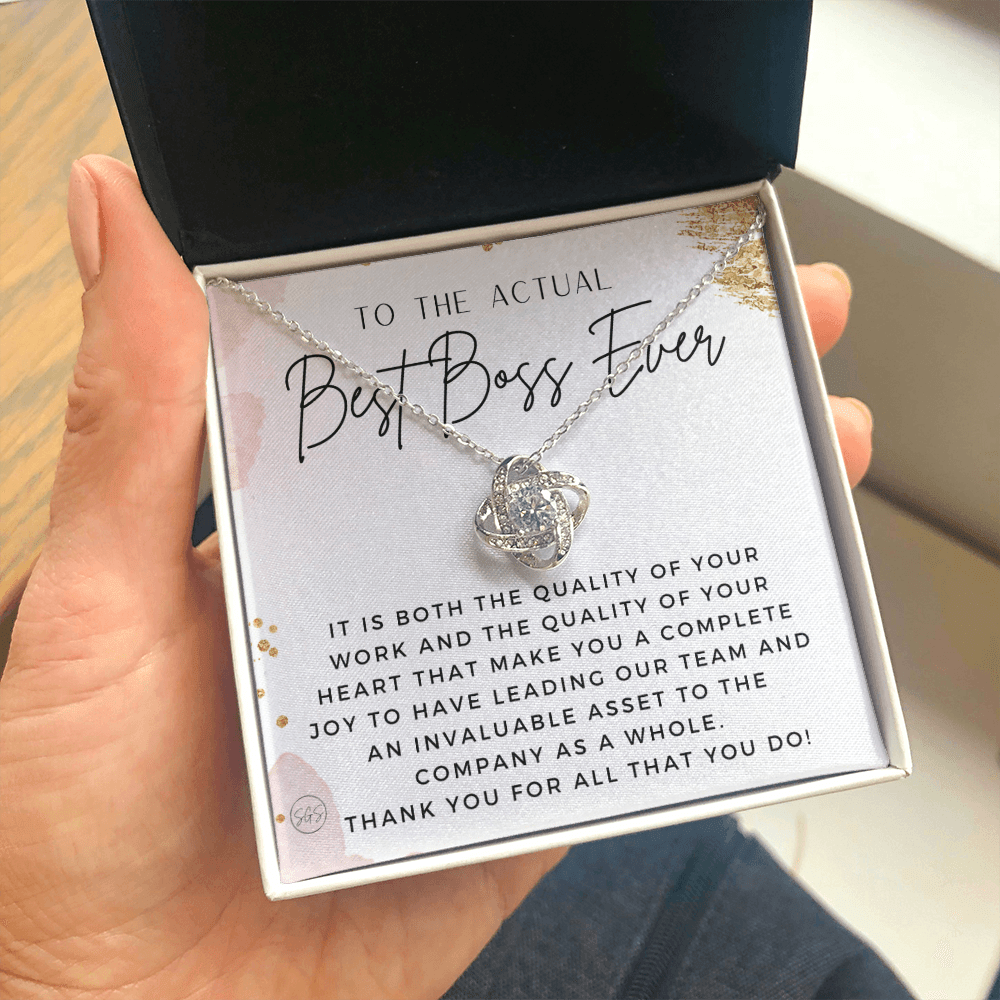 TO THE ACTUAL
Best Boss Ever
IT IS BOTH THE QUALITY OF YOUR
WORK AND THE QUALITY OF YOUR
HEART THAT MAKE YOU A COMPLETE
JOY TO HAVE LEADING OUR TEAM AND
AN INVALUABLE ASSET TO THE
COMPANY AS A WHOLE.
THANK YOU FOR ALL THAT YOU DO!
SGS